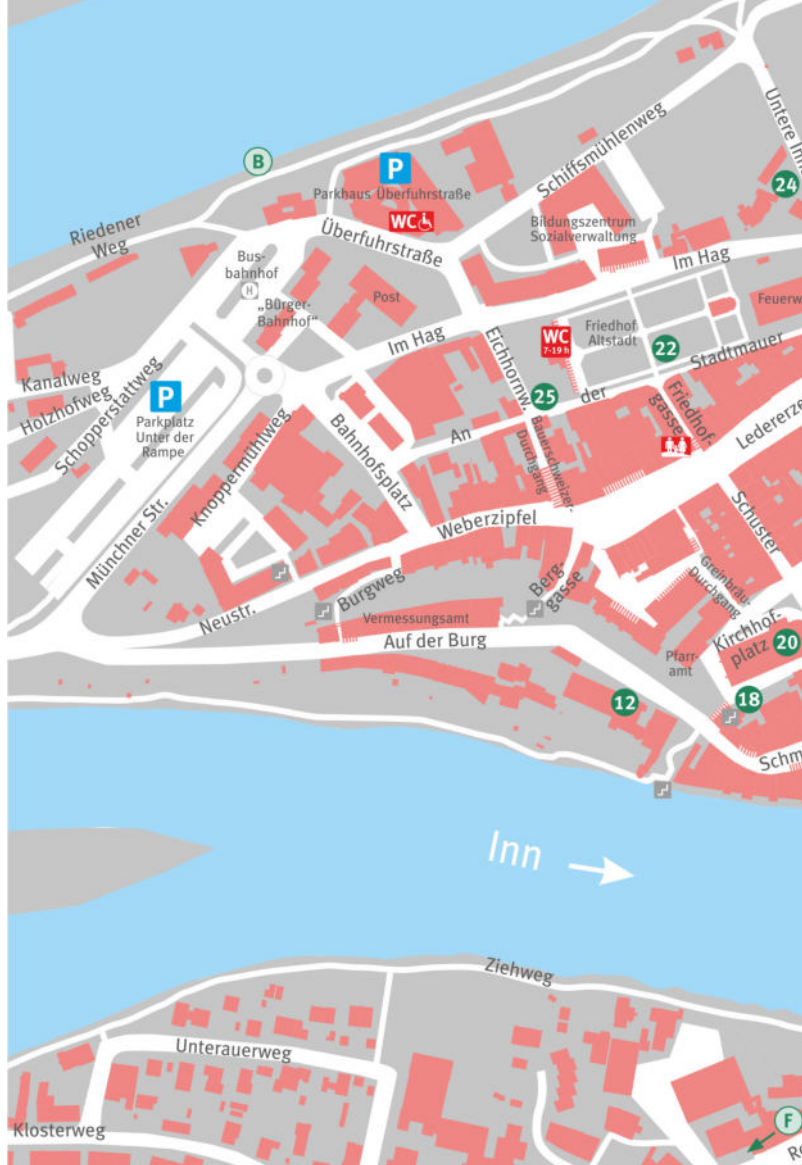 Untere Inn
24
B
P
Parkhaus Überfuhrstraße
WC
Schiffsmühlenweg
Riedener
Weg
Überfuhrstraße
Bildungszentrum
Sozialverwaltung
Im Hag
Bus-
bahnhof
H
„Bürger-
Bahnhof“
Post
Im Hag
Eichhornw.
WC
7-19 h
Friedhof
Altstadt
22
Feuerw
Stadtmauer
der
An
25
Friedhof-
gasse
Ledererze
Kanalweg
Holzhofweg
Schopperstattweg
P
Parkplatz
Unter der
Rampe
Knoppermühlweg
Bahnhofsplatz
Bauerschweizer-
Durchgang
Münchner Str.
Weberzipfel
Schuster
Greinbräu-
Durchgang
Neustr.
Burgweg
Berg-
gasse
Vermessungsamt
Auf der Burg
Kirchhof-
platz
20
Pfarr-
amt
12
18
Schm
Inn
Ziehweg
Unterauerweg
Klosterweg
F